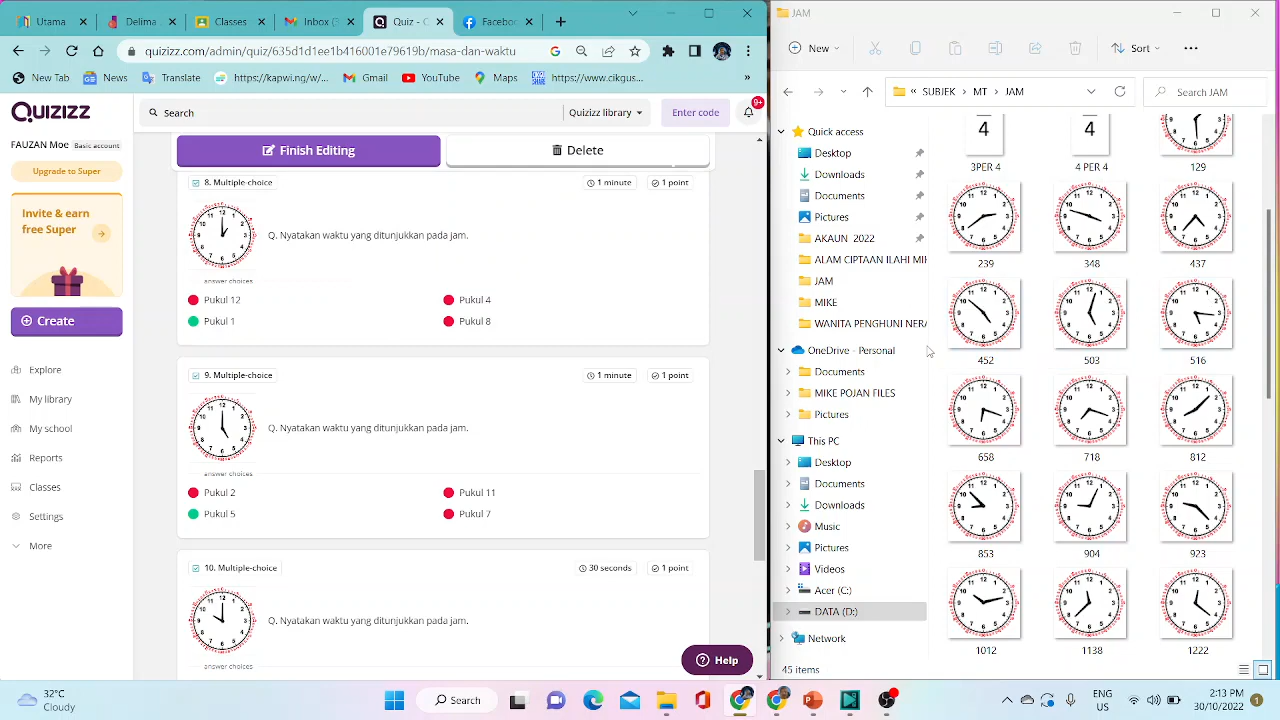 Utama
Delima
Classes
Inbox
Quiz - Q
Faceb
quizizz.com/admin/quiz/635d1d1ee1b416001e79619b/masa-dan-waktu
New Tab
News
Translate
https://kapwi.ng/w/...
Gmail
YouTube
Maps
https://www.cikgus...
QUIZIZZ
Search
Quizizz library
Enter code
9+
FAUZAN Moe
Basic account
Upgrade to Super
Invite & earn
free Super
Create
Explore
My library
My school
Reports
Classes
Settings
More
Finish Editing
Delete
8. Multiple-choice
1 minute
1 point
Q. Nyatakan waktu yang ditunjukkan pada jam.
answer choices
Pukul 12
Pukul 4
Pukul 1
Pukul 8
9. Multiple-choice
1 minute
1 point
Q. Nyatakan waktu yang ditunjukkan pada jam.
answer choices
Pukul 2
Pukul 11
Pukul 5
Pukul 7
10. Multiple-choice
30 seconds
1 point
Q. Nyatakan waktu yang ditunjukkan pada jam.
answer choices
Help
JAM
New
Sort
SUBJEK
MT
JAM
Search JAM
Quick access
Desktop
Downloads
Documents
Pictures
AKAUN 2022
ALAM CIPTAAN ILAHI MIK
JAM
MIKE
WANITA PENGHUNI NERA
OneDrive - Personal
Documents
MIKE POJAN FILES
Pictures
This PC
Desktop
Documents
Downloads
Music
Pictures
Videos
Acer (C:)
DATA (D:)
Network
4
4
3PER 4
4 PER 4
129
239
348
437
452
503
516
658
718
812
853
904
923
1012
1138
1222
45 items
32°C
Cloudy
Search
ENG
US
5:13 PM
30/10/2022
1